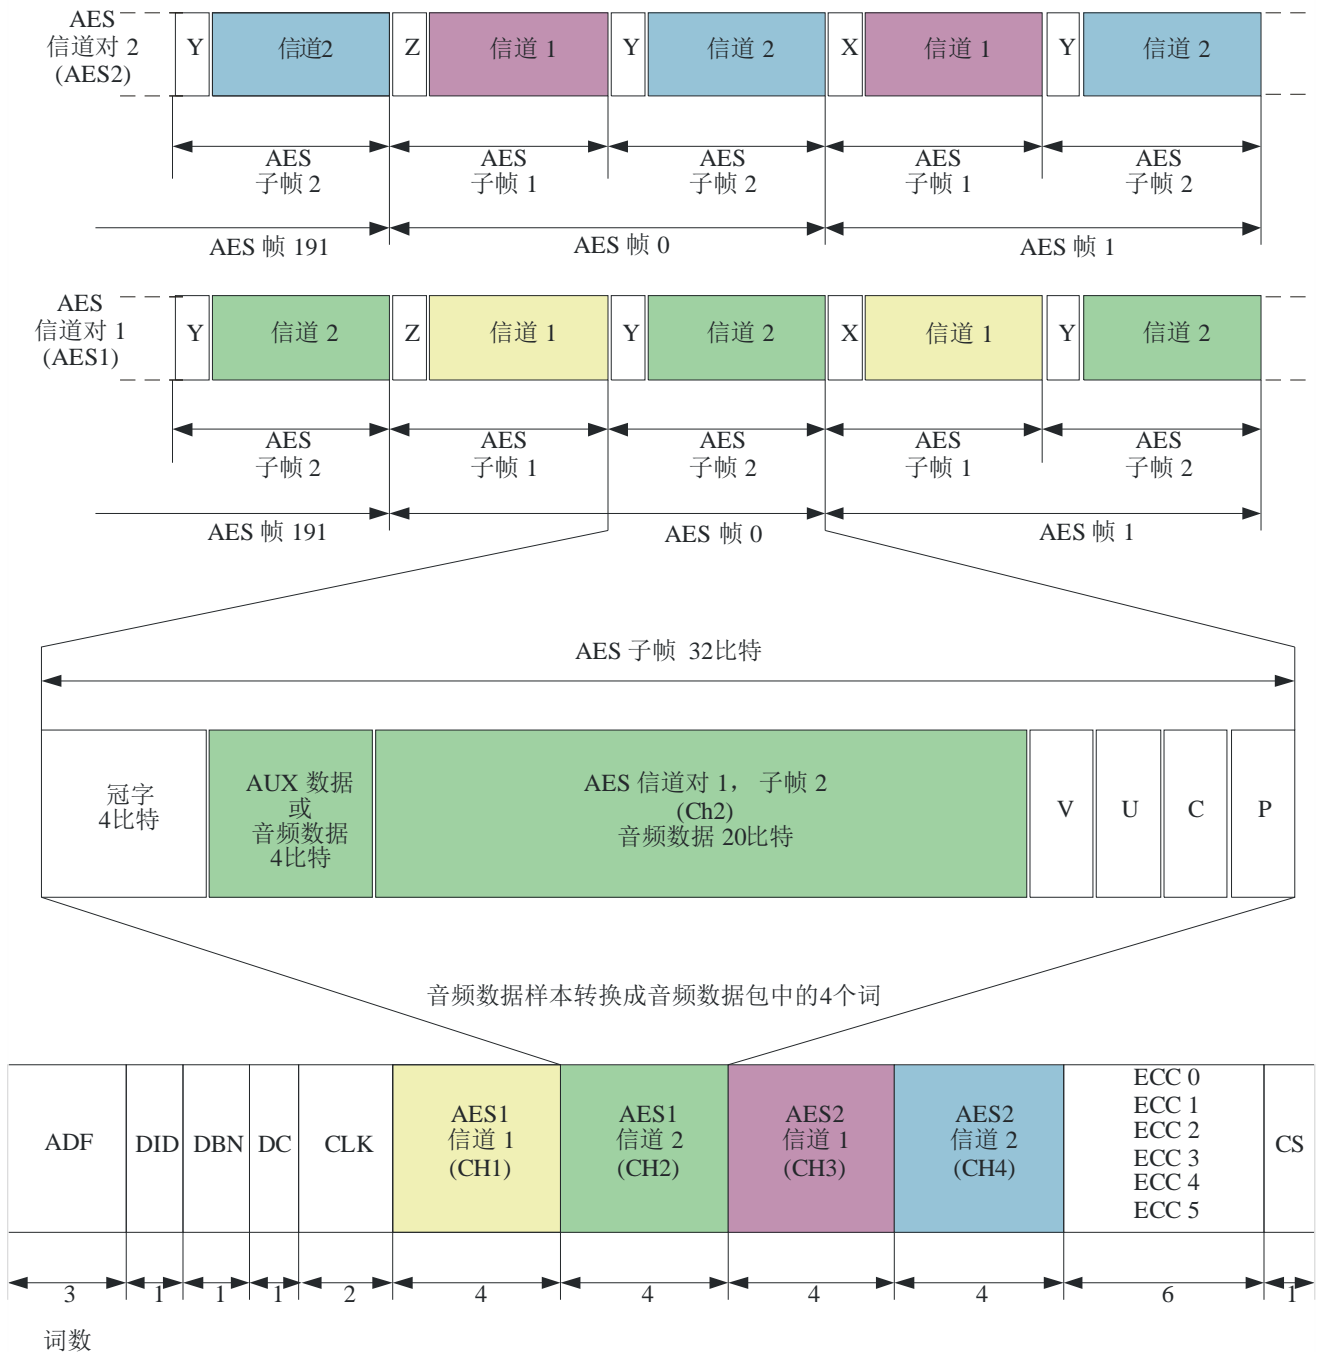 AES
信道对 2
(AES2)
Y 信道2 Z 信道 1 Y 信道 2 X 信道 1 Y 信道 2
AES AES AES AES AES
子帧 2 子帧 1 子帧 2 子帧 1 子帧 2
AES 帧 191 AES 帧 0 AES 帧 1
AES
信道对 1
(AES1)
Y 信道 2 Z 信道 1 Y 信道 2 X 信道 1 Y 信道 2
AES AES AES AES AES
子帧 2 子帧 1 子帧 2 子帧 1 子帧 2
AES 帧 191 AES 帧 0 AES 帧 1
AES 子帧 32比特
冠字
4比特
AUX 数据
或
音频数据
4比特
AES 信道对 1， 子帧 2
(Ch2)
音频数据 20比特
V U C P
音频数据样本转换成音频数据包中的4个词
ADF DID DBN DC CLK
AES1
信道 1
(CH1)
AES1
信道 2
(CH2)
AES2
信道 1
(CH3)
AES2
信道 2
(CH4)
ECC 0
ECC 1
ECC 2
ECC 3
ECC 4
ECC 5
CS
3 1 1 1 2 4 4 4 4 6 1
词数